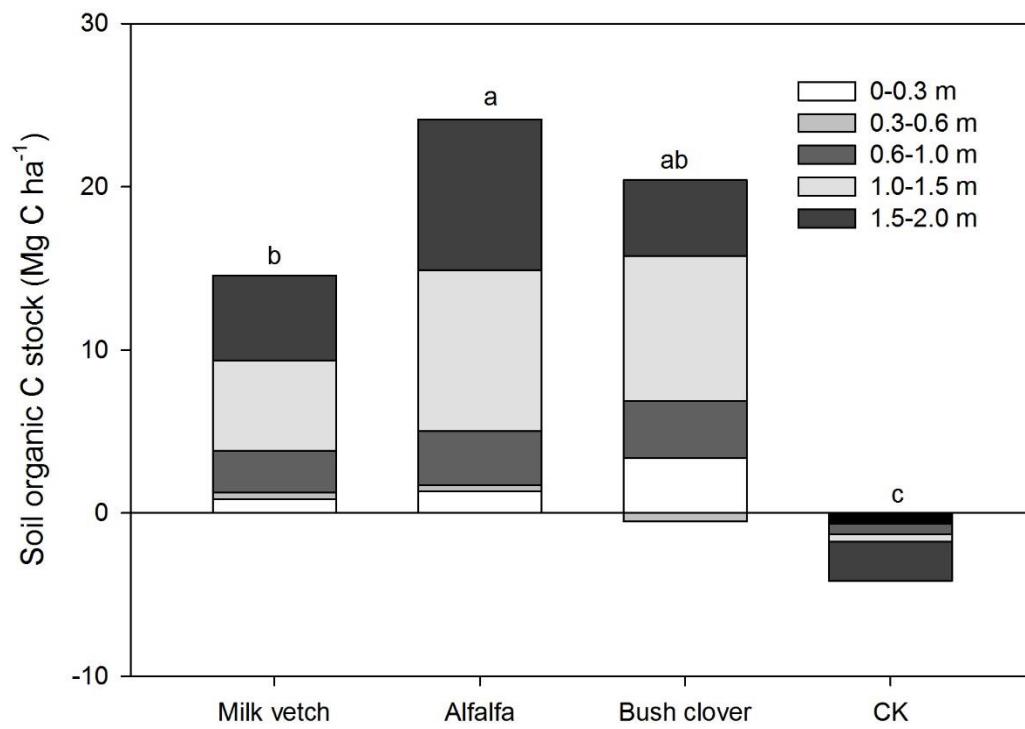 30
20
10
0
-10
Soil organic C stock (Mg C ha⁻¹)
b
a
ab
c
0-0.3 m
0.3-0.6 m
0.6-1.0 m
1.0-1.5 m
1.5-2.0 m
Milk vetch
Alfalfa
Bush clover
CK